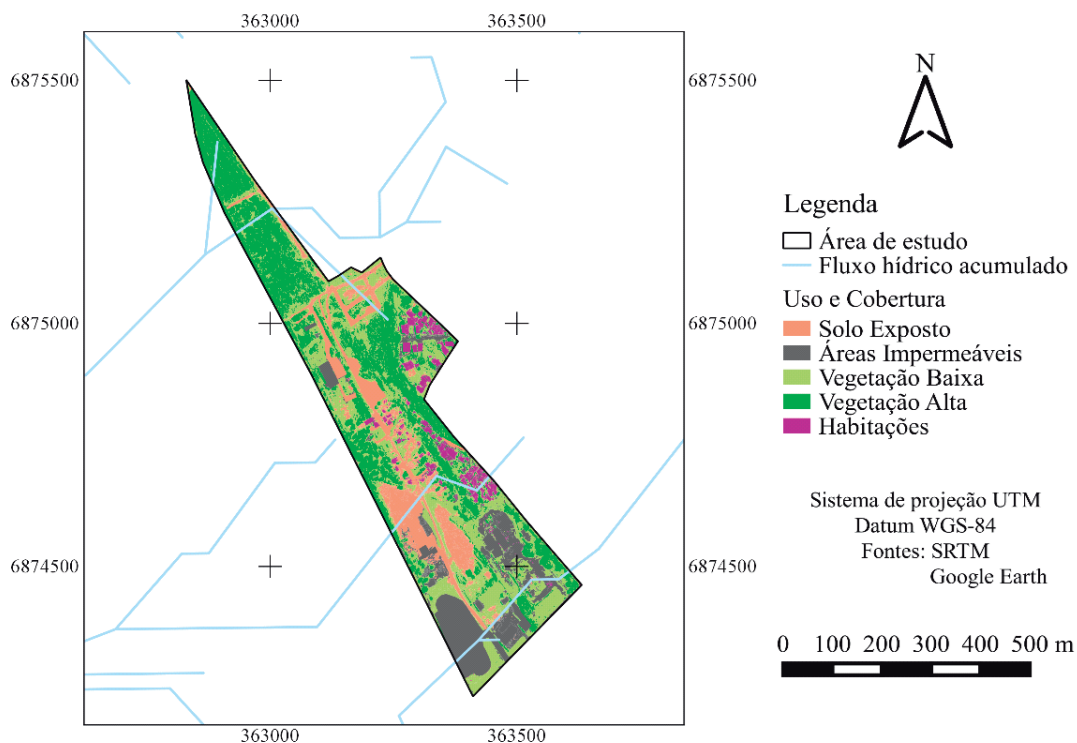 363000 363500
6875500 6875500
N
Legenda
Área de estudo
Fluxo hídrico acumulado
Uso e Cobertura
6875000 6875000
Solo Exposto
Áreas Impermeáveis
Vegetação Baixa
Vegetação Alta
Habitações
Sistema de projeção UTM
Datum WGS-84
Fontes: SRTM
Google Earth
6874500 6874500
0 100 200 300 400 500 m
363000 363500